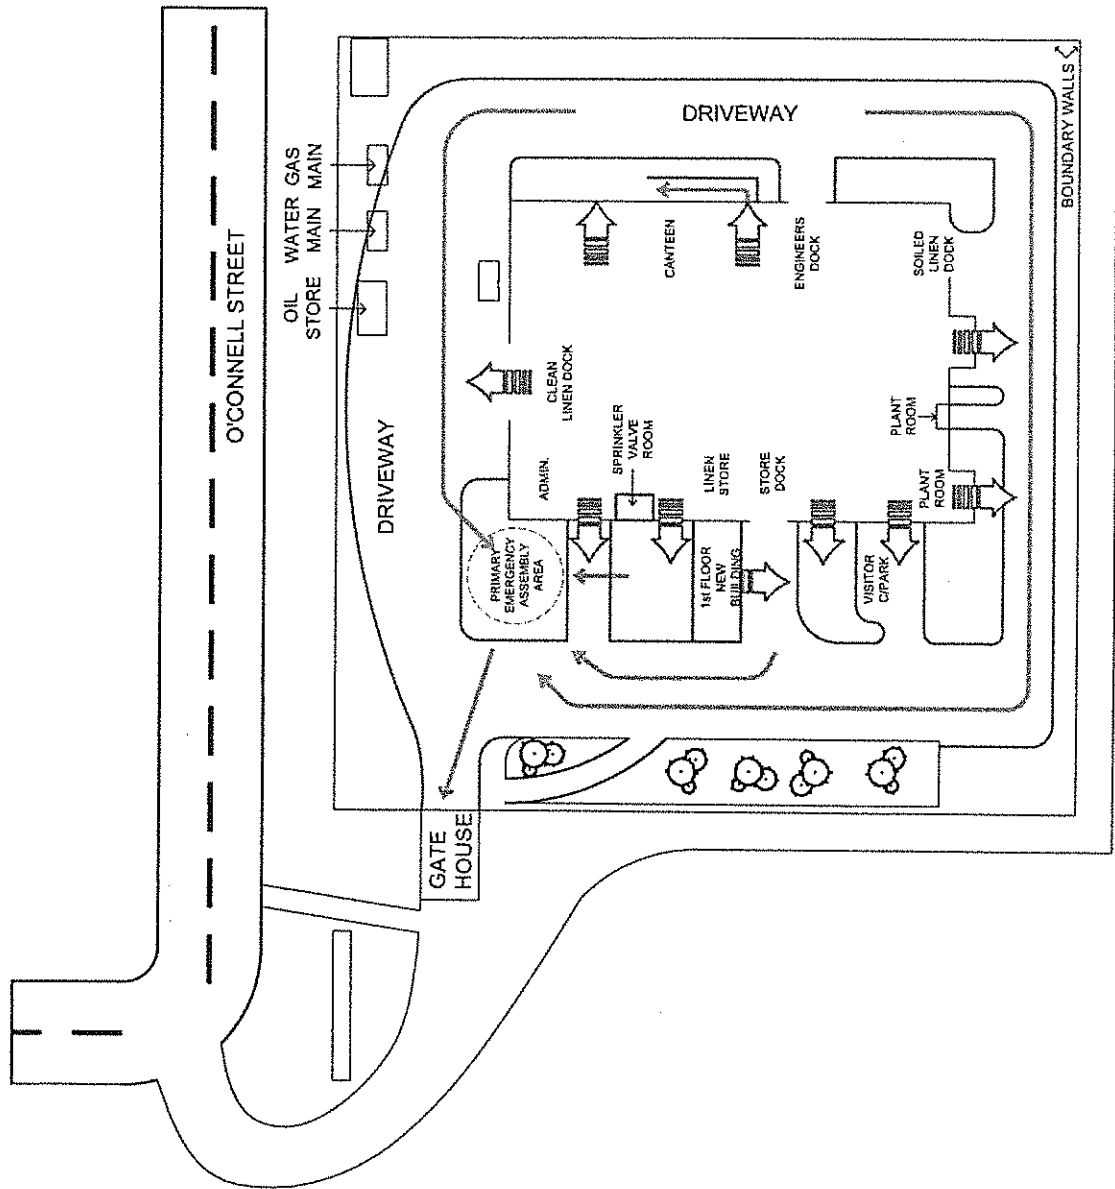 O'CONNELL STREET
GAS
MAIN
WATER
MAIN
OIL
STORE
DRIVEWAY
DRIVEWAY
BOUNDARY WALLS
CANTEEN
ENGINEERS
DOCK
SOILED
LINEN
DOCK
CLEAN
LINEN DOCK
ADMIN.
SPRINKLER
VALVE
ROOM
LINEN
STORE
STORE
DOCK
PLANT
ROOM
PLANT
ROOM
PRIMARY
EMERGENCY
ASSEMBLY
AREA
1st FLOOR
NEW
BUILDING
VISITOR
C/PARK
GATE
HOUSE